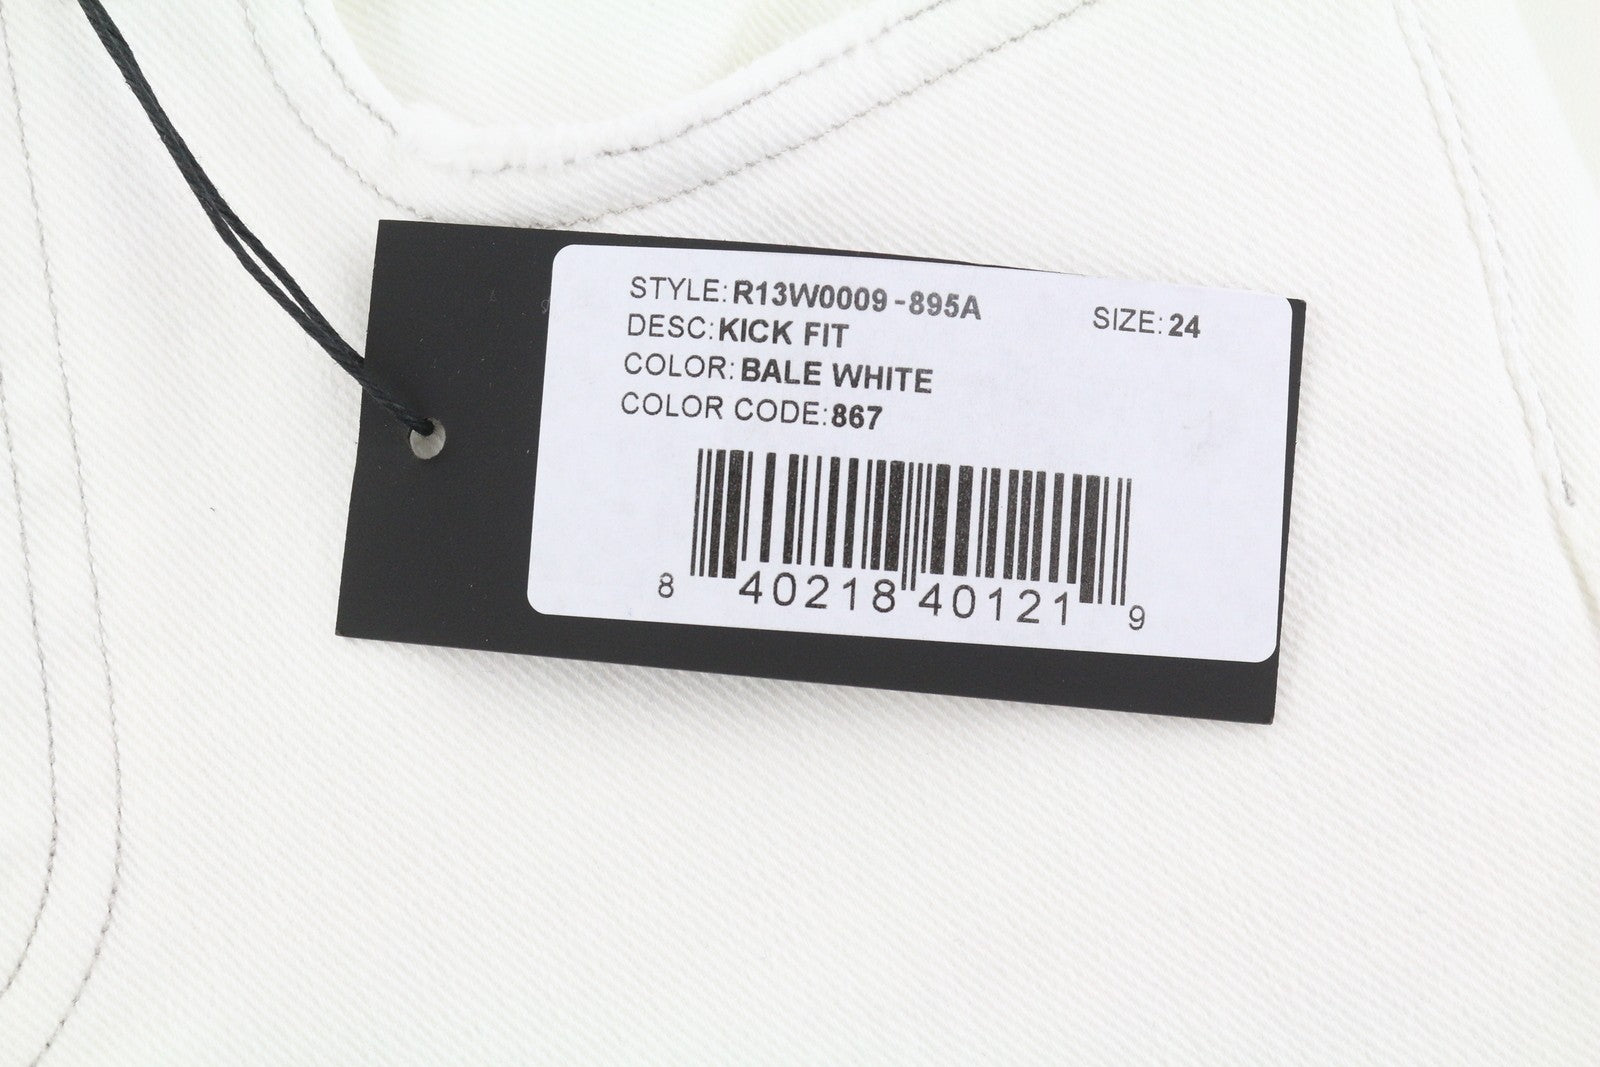 STYLE: R13W0009 - 895A SIZE: 24
DESC: KICK FIT
COLOR: BALE WHITE
COLOR CODE: 867
8 40218 40121 9